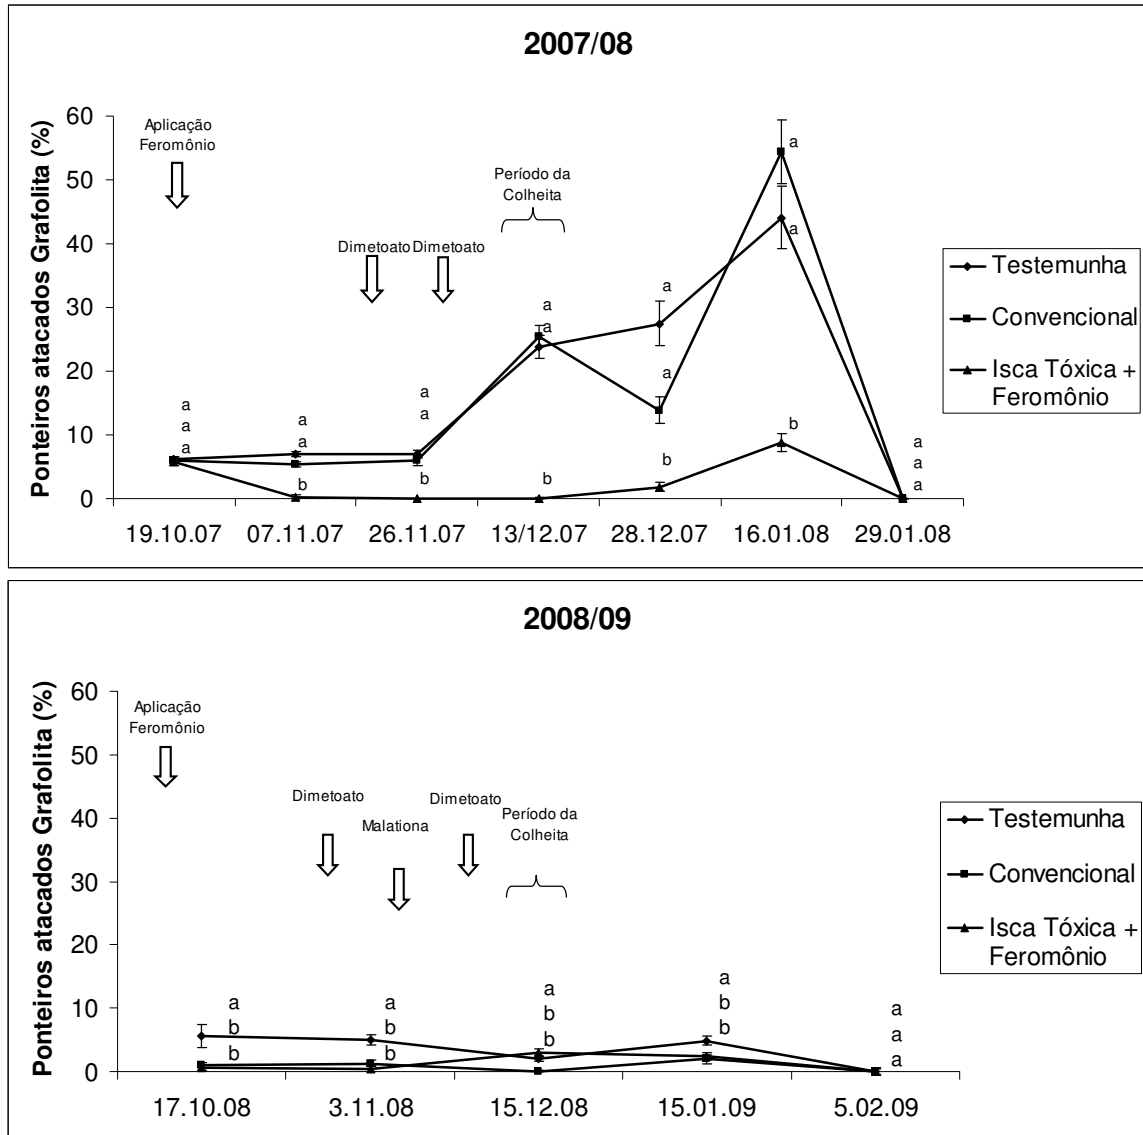 2007/08
Ponteiros atacados Grafolita (%)
60
50
40
30
20
10
0
Aplicação
Feromônio
Dimetoato Dimetoato
Período da
Colheita
a
a
a
a
a
b
a
a
b
a
a
b
a
a
b
a
a
b
a
a
a
19.10.07 07.11.07 26.11.07 13/12.07 28.12.07 16.01.08 29.01.08
Testemunha
Convencional
Isca Tóxica +
Feromônio
2008/09
Ponteiros atacados Grafolita (%)
60
50
40
30
20
10
0
Aplicação
Feromônio
Dimetoato
Malationa
Dimetoato
Período da
Colheita
a
b
b
a
b
b
a
b
b
a
b
b
a
a
a
17.10.08 3.11.08 15.12.08 15.01.09 5.02.09
Testemunha
Convencional
Isca Tóxica +
Feromônio